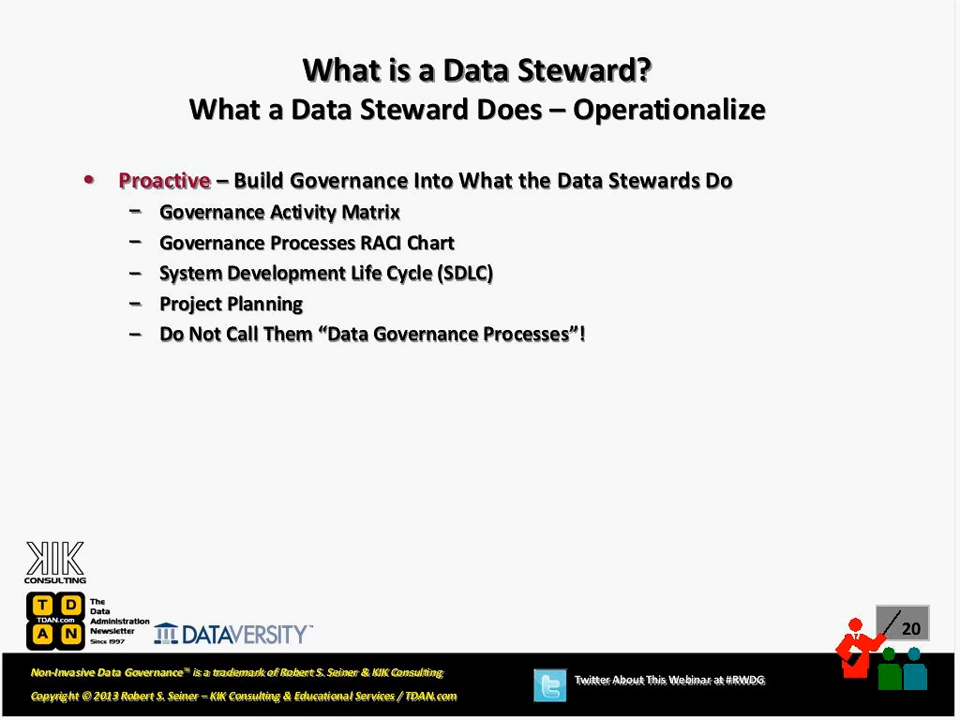 What is a Data Steward?
What a Data Steward Does – Operationalize
• Proactive – Build Governance Into What the Data Stewards Do
– Governance Activity Matrix
– Governance Processes RACI Chart
– System Development Life Cycle (SDLC)
– Project Planning
– Do Not Call Them “Data Governance Processes”!
KIK
CONSULTING
T D
TDAN.com
A N
The
Data
Administration
Newsletter
Since 1997
DATAVERSITY™
20
Non-Invasive Data Governance™ is a trademark of Robert S. Seiner & KIK Consulting
Copyright © 2013 Robert S. Seiner – KIK Consulting & Educational Services / TDAN.com
Twitter About This Webinar at #RWDG